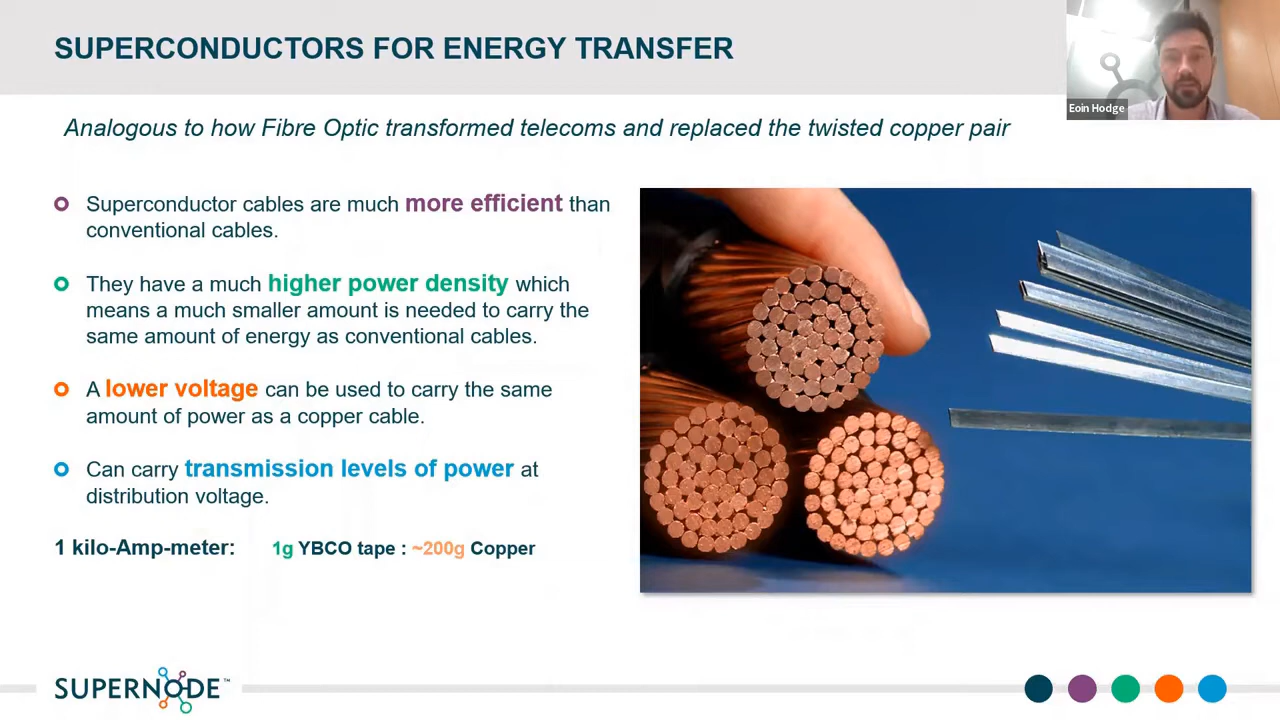 SUPERCONDUCTORS FOR ENERGY TRANSFER
Eoin Hodge
Analogous to how Fibre Optic transformed telecoms and replaced the twisted copper pair
Superconductor cables are much more efficient than
conventional cables.
They have a much higher power density which
means a much smaller amount is needed to carry the
same amount of energy as conventional cables.
A lower voltage can be used to carry the same
amount of power as a copper cable.
Can carry transmission levels of power at
distribution voltage.
1 kilo-Amp-meter: 1g YBCO tape : ~200g Copper
SUPERNODE™